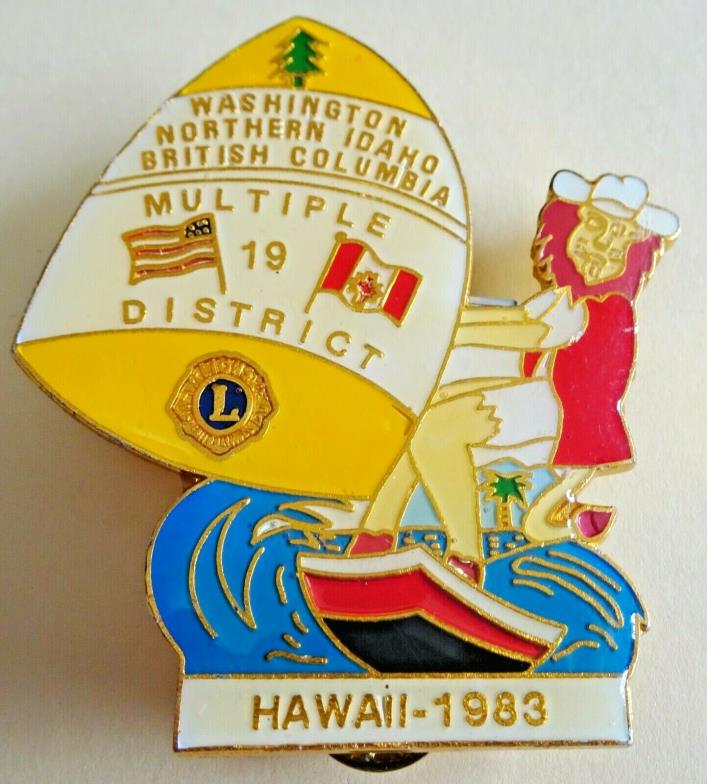 WASHINGTON
NORTHERN IDAHO
BRITISH COLUMBIA
MULTIPLE
19
DISTRICT
L
HAWAII-1983